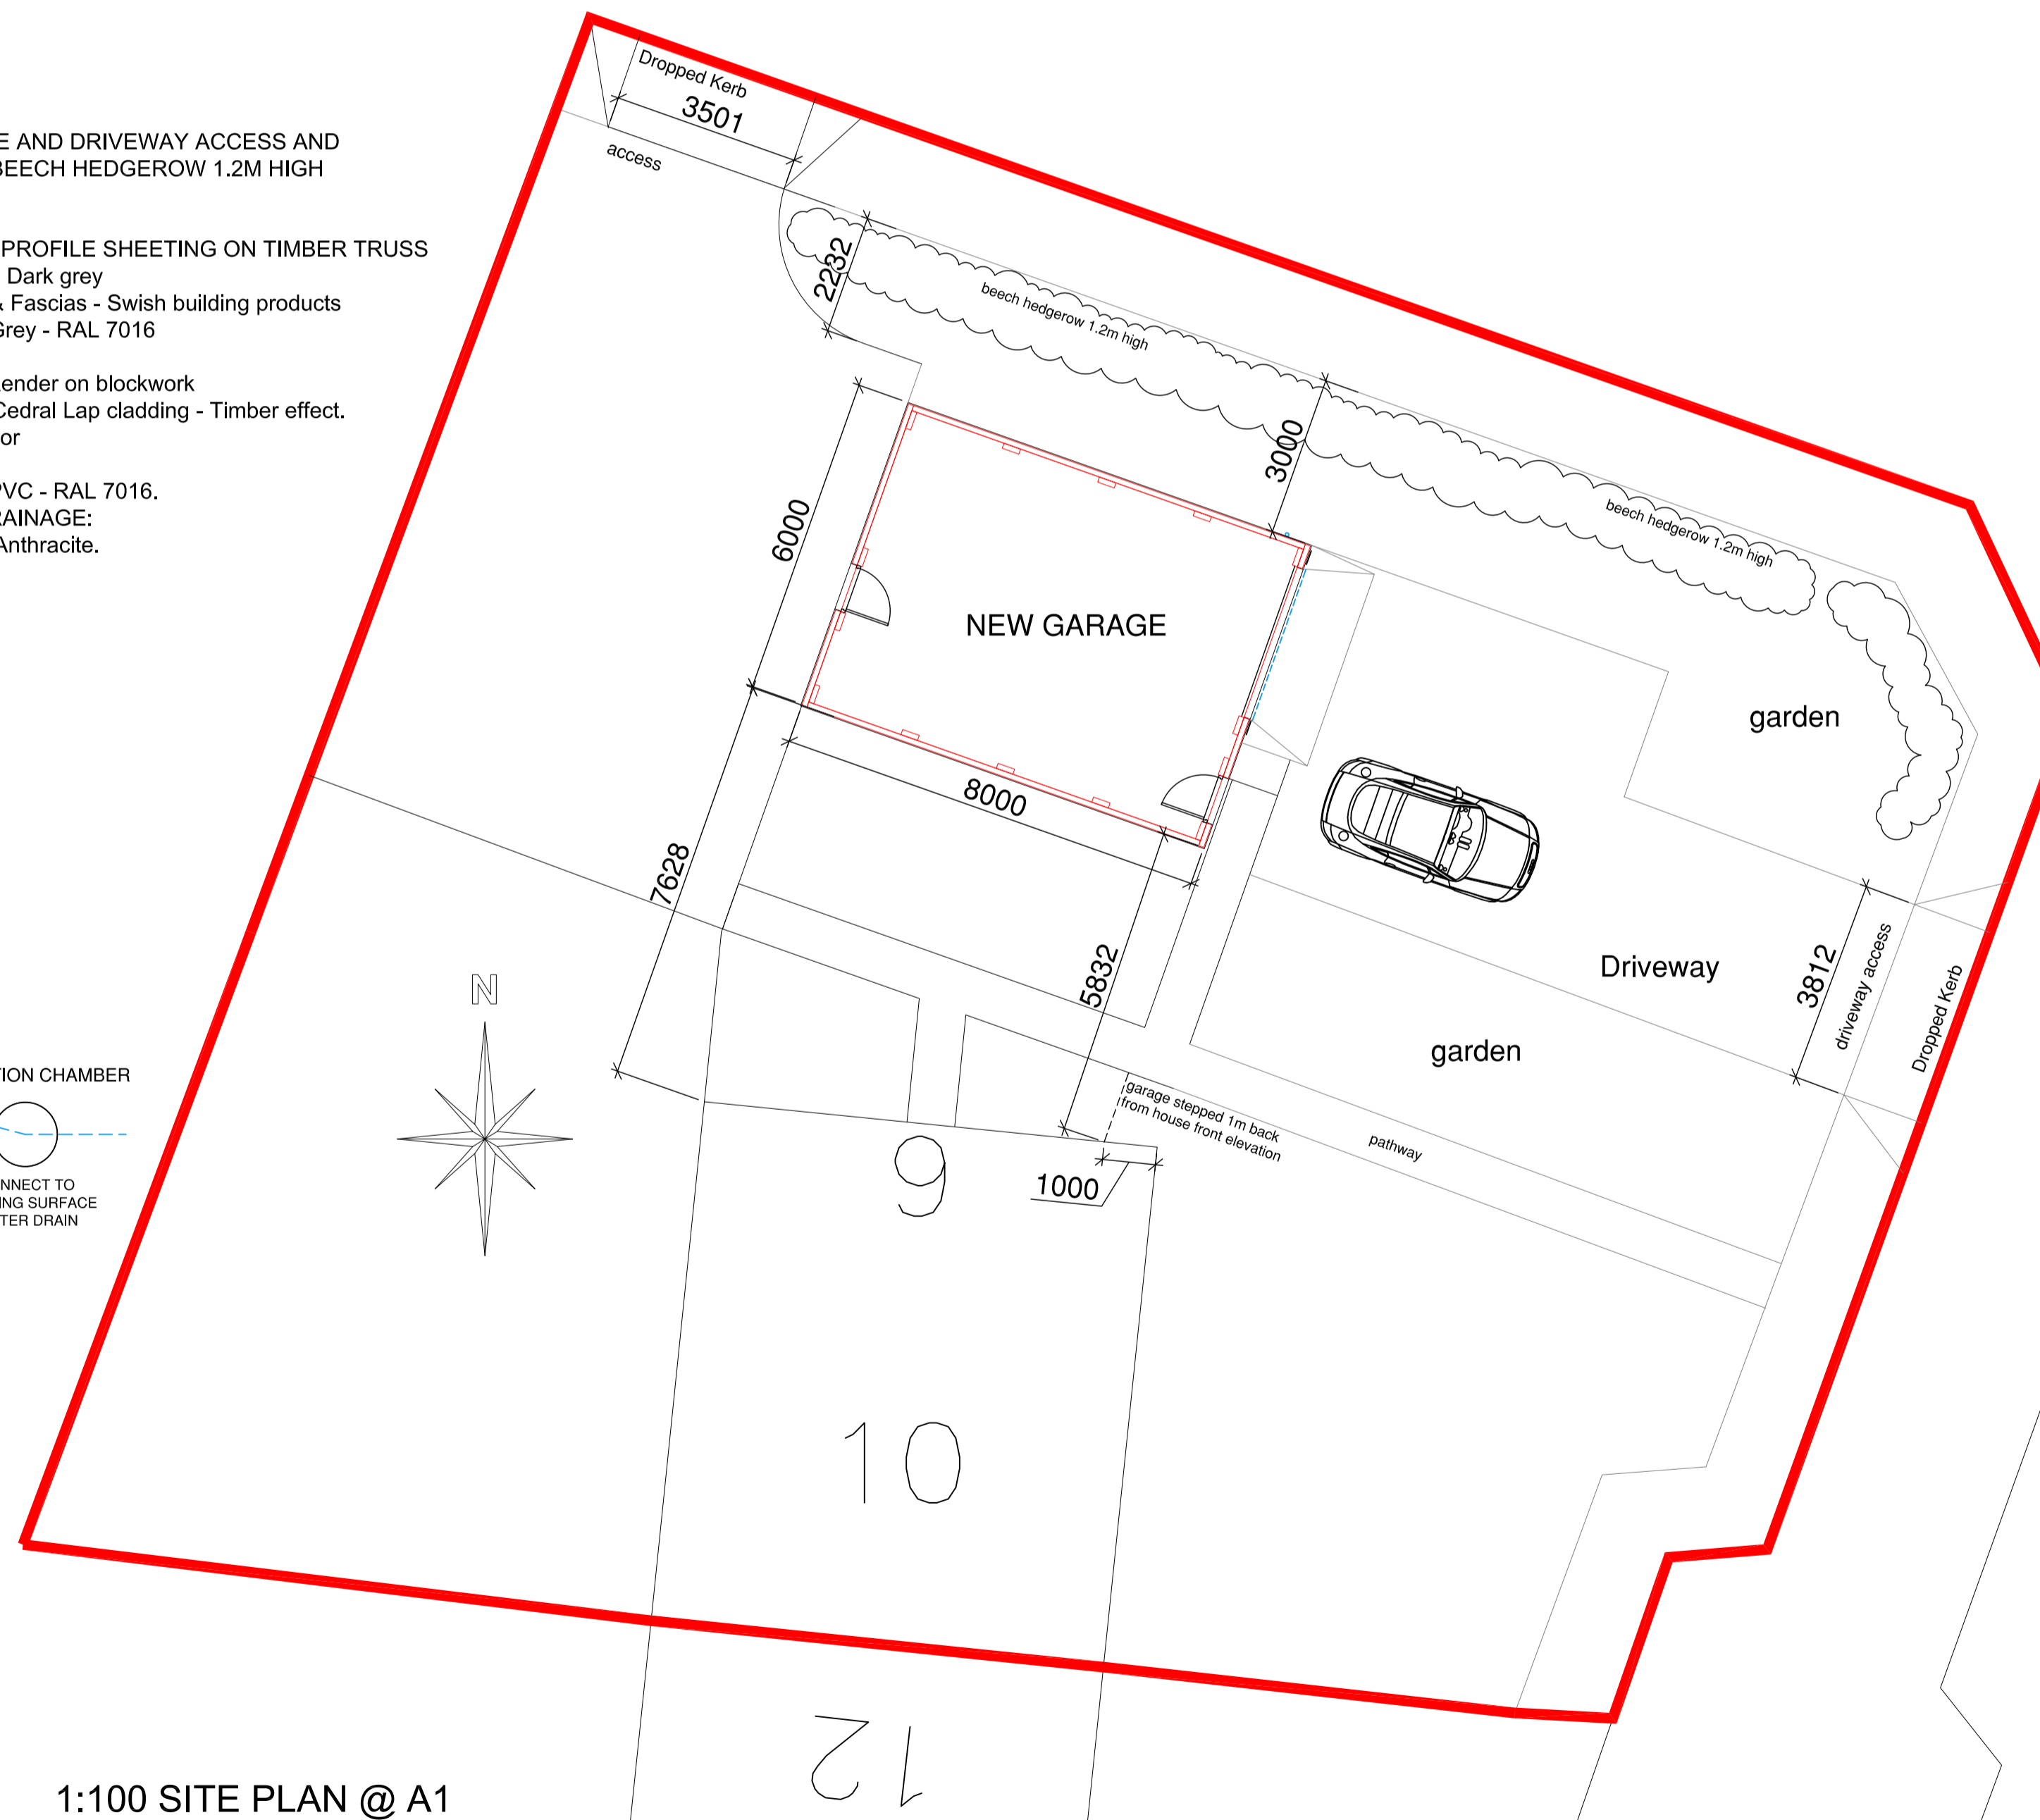 E AND DRIVEWAY ACCESS AND
BEECH HEDGEROW 1.2M HIGH
PROFILE SHEETING ON TIMBER TRUSS
Dark grey
& Fascias - Swish building products
Grey - RAL 7016
ender on blockwork
Cedral Lap cladding - Timber effect.
or
PVC - RAL 7016.
RAINAGE:
Anthracite.
Dropped Kerb
3501
access
2232
beech hedgerow 1.2m high
3000
beech hedgerow 1.2m high
6000
NEW GARAGE
garden
8000
7628
5832
Driveway
3812
driveway access
Dropped Kerb
N
garden
TION CHAMBER
NNECT TO
ING SURFACE
TER DRAIN
garage stepped 1m back
from house front elevation
pathway
1000
9
10
12
1:100 SITE PLAN @ A1